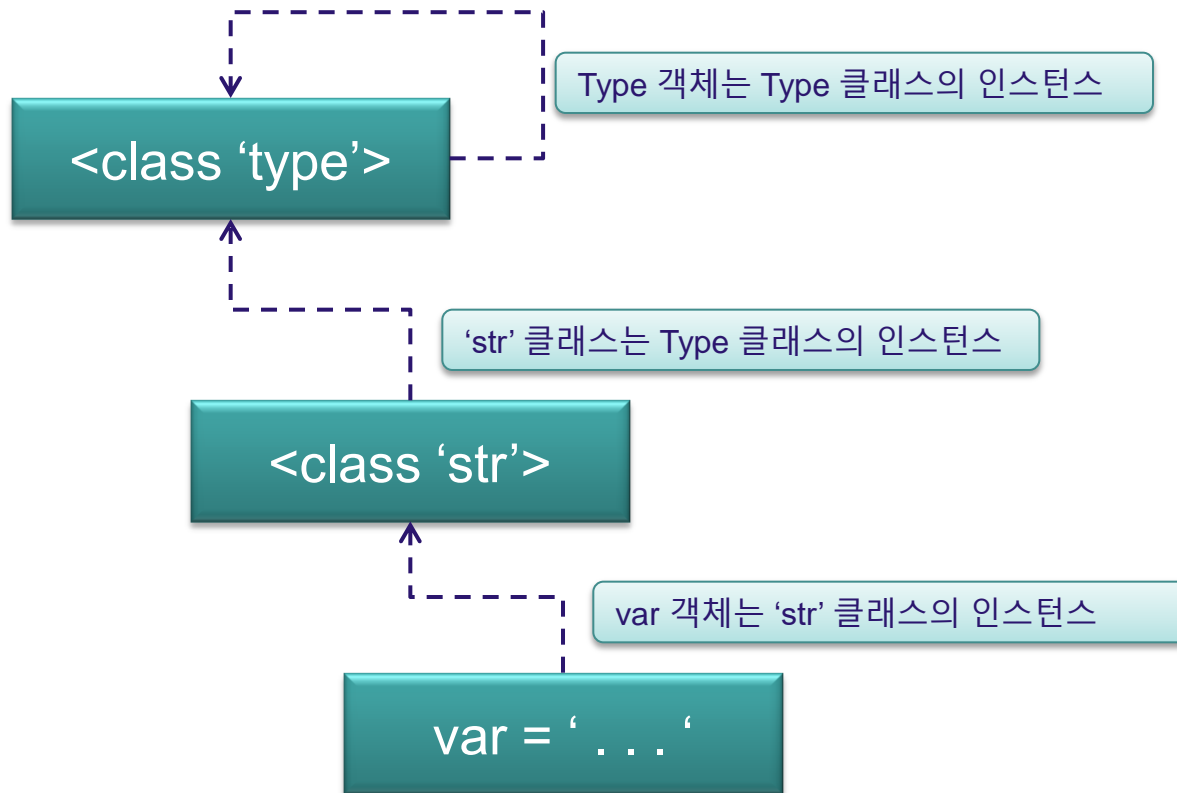 Type 객체는 Type 클래스의 인스턴스
<class ‘type’>
‘str’ 클래스는 Type 클래스의 인스턴스
<class ‘str’>
var 객체는 ‘str’ 클래스의 인스턴스
var = ‘ . . . ‘